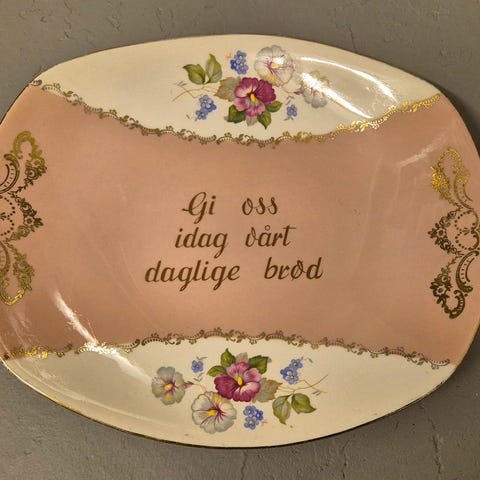 Gi oss
idag vårt
daglige brød